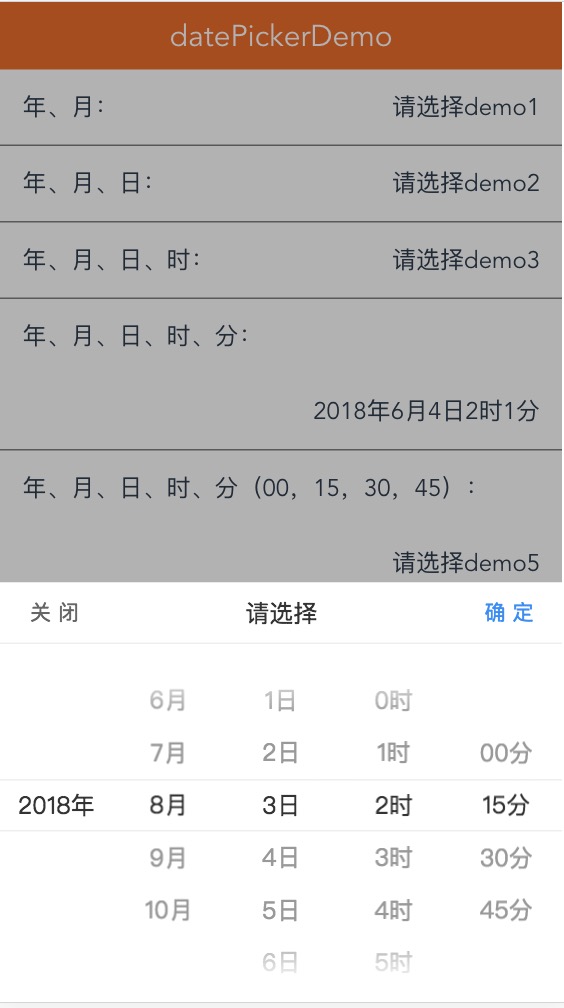 datePickerDemo
年、月： 请选择demo1
年、月、日： 请选择demo2
年、月、日、时： 请选择demo3
年、月、日、时、分：
2018年6月4日2时1分
年、月、日、时、分（00，15，30，45）：
请选择demo5
关 闭 请选择 确 定
6月 1日 0时
7月 2日 1时 00分
2018年 8月 3日 2时 15分
9月 4日 3时 30分
10月 5日 4时 45分
6日 5时